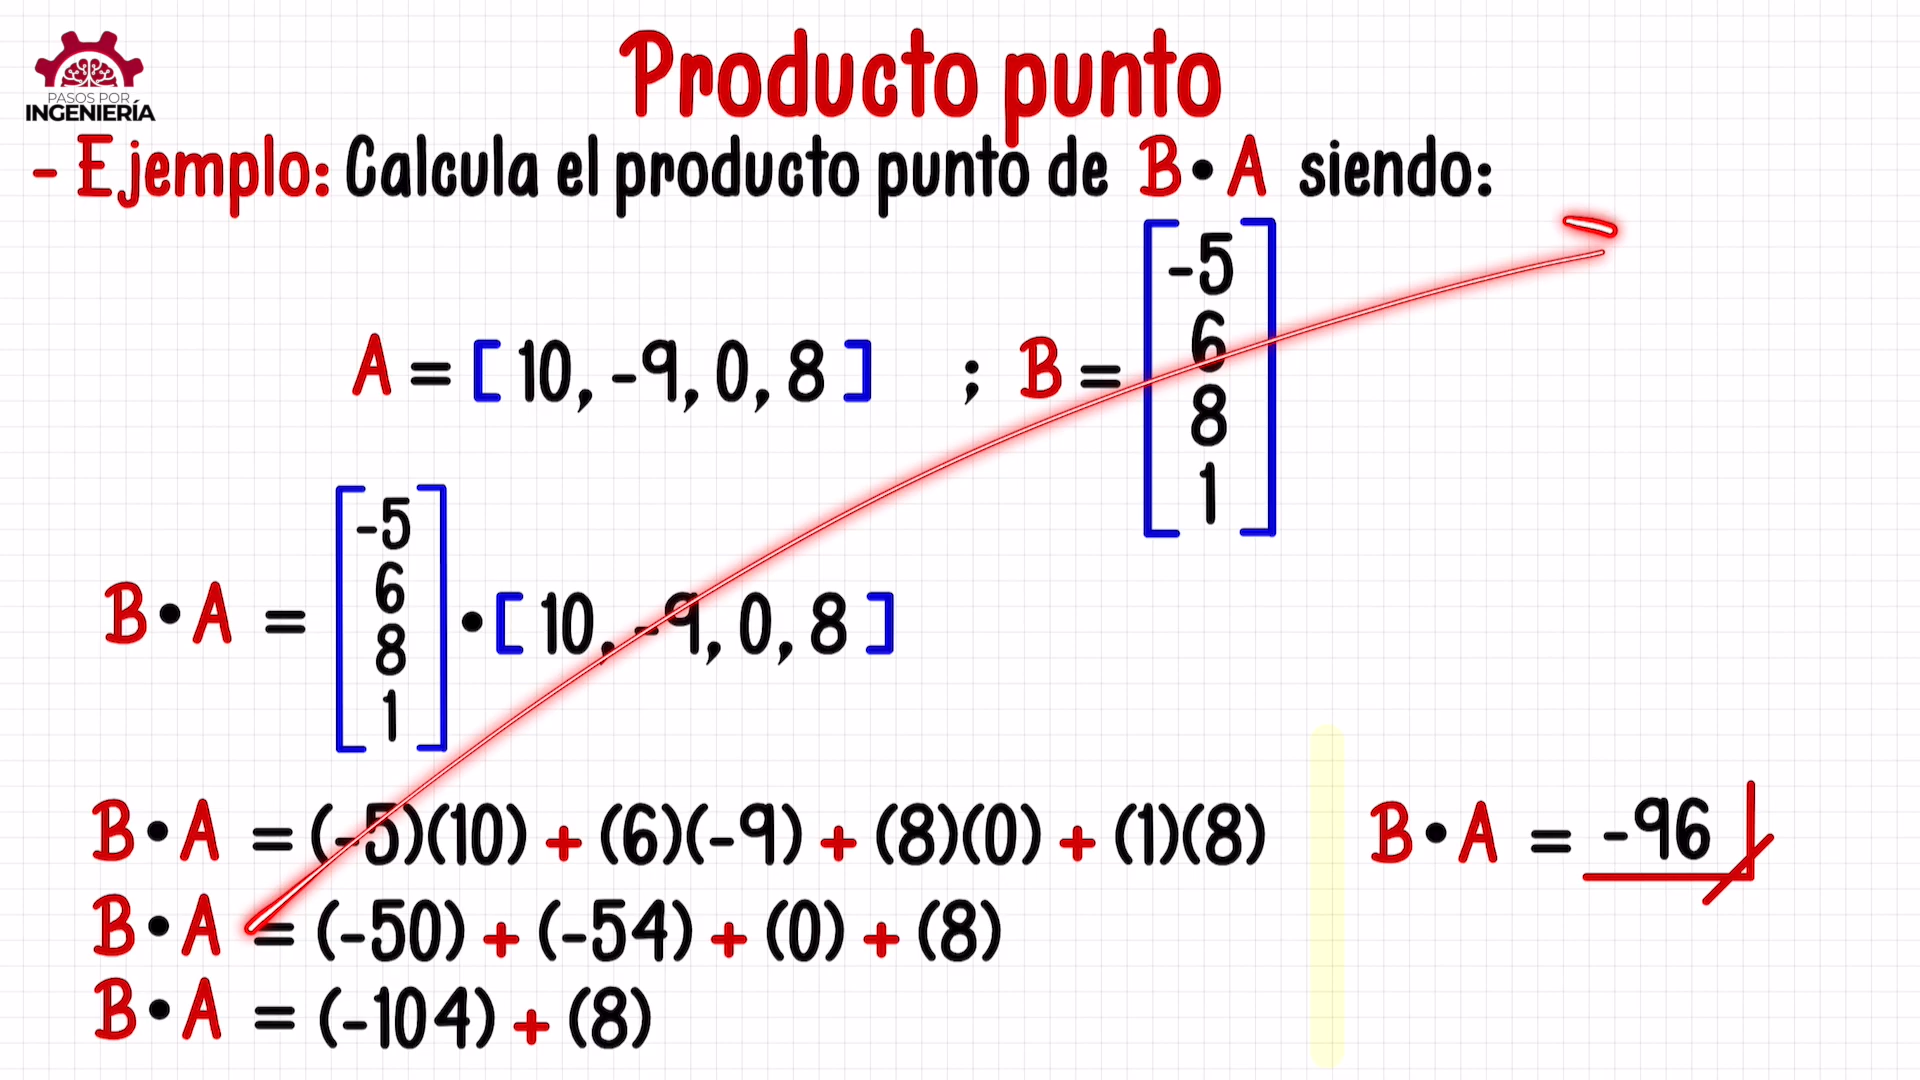 PASOS POR
INGENIERÍA
Producto punto
- Ejemplo: Calcula el producto punto de B • A siendo:
A = [ 10, -9, 0, 8 ] ; B = [ -5
6
8
1 ]
B • A = [ -5
6
8
1 ] • [ 10, -9, 0, 8 ]
B • A = (-5)(10) + (6)(-9) + (8)(0) + (1)(8)
B • A = (-50) + (-54) + (0) + (8)
B • A = (-104) + (8)
B • A = -96